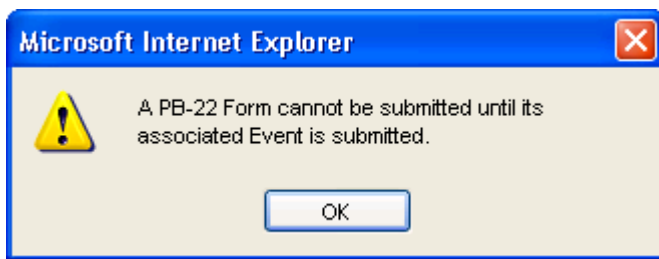 Microsoft Internet Explorer
A PB-22 Form cannot be submitted until its
associated Event is submitted.
OK